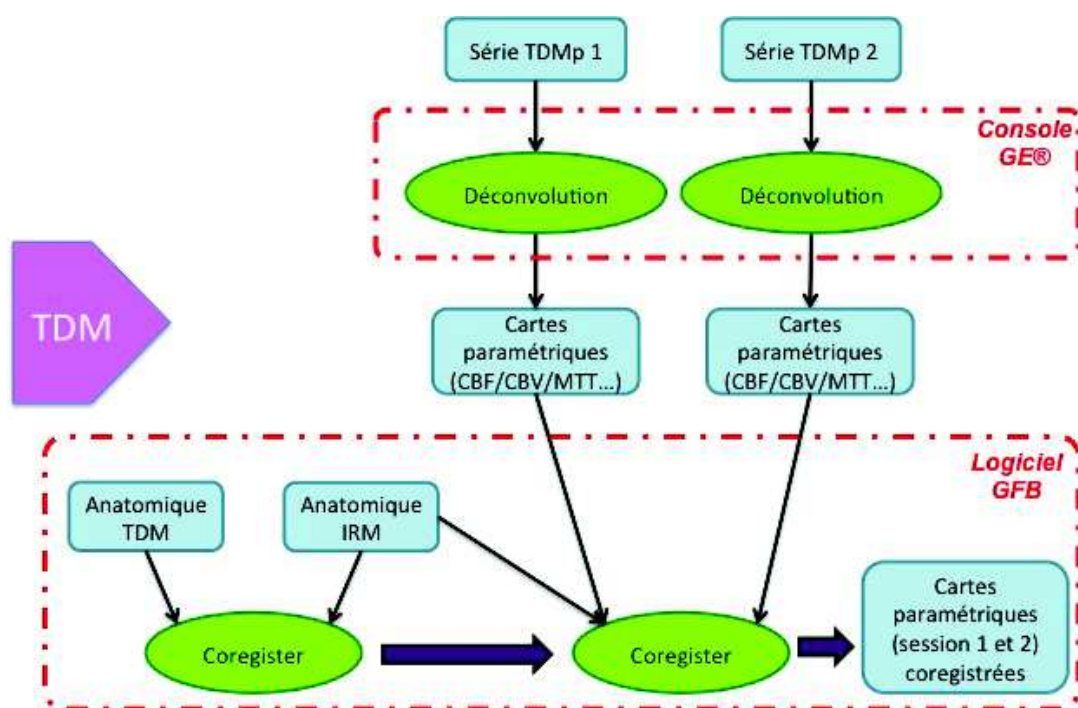 Série TDMp 1
Série TDMp 2
Console
GE®
Déconvolution
Déconvolution
TDM
Cartes
paramétriques
(CBF/CBV/MTT...)
Cartes
paramétriques
(CBF/CBV/MTT...)
Logiciel
GFB
Anatomique
TDM
Anatomique
IRM
Coregister
Coregister
Cartes
paramétriques
(session 1 et 2)
coregistrées